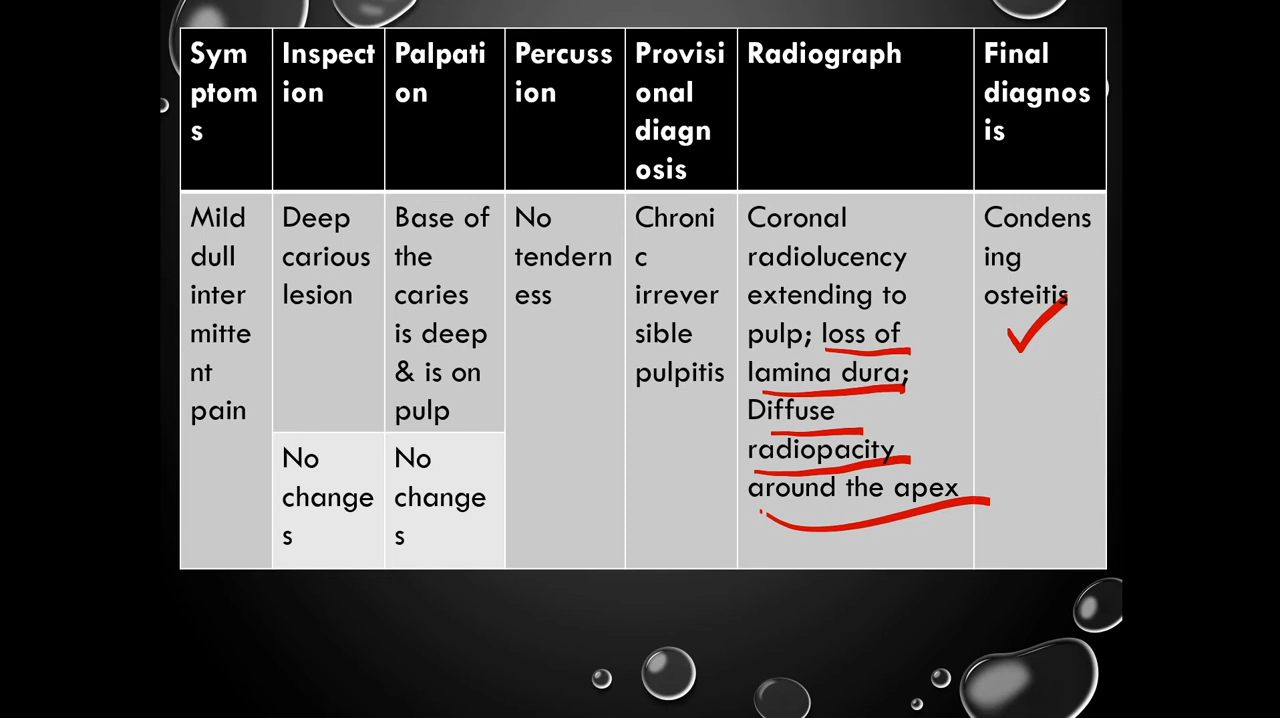 Sym
ptom
s
Inspect
ion
Palpati
on
Percuss
ion
Provisi
onal
diagn
osis
Radiograph
Final
diagnos
is
Mild
dull
inter
mitte
nt
pain
Deep
carious
lesion
Base of
the
caries
is deep
& is on
pulp
No
tendern
ess
Chroni
c
irrever
sible
pulpitis
Coronal
radiolucency
extending to
pulp; loss of
lamina dura;
Diffuse
radiopacity
around the apex
Condens
ing
osteitis
No
change
s
No
change
s